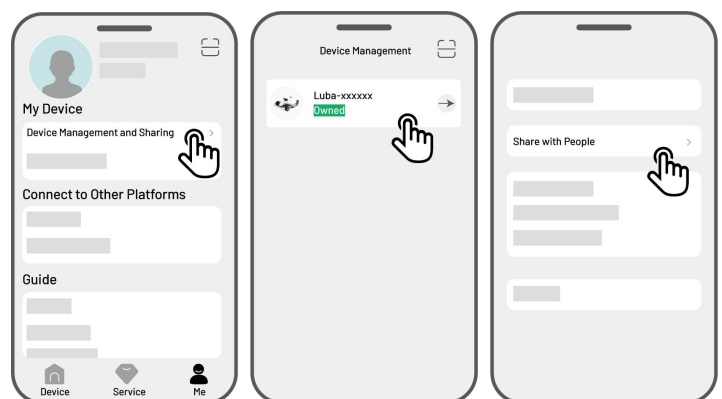 My Device
Device Management and Sharing
Connect to Other Platforms
Guide
Device
Service
Me
Device Management
Luba-xxxxxx
Owned
Share with People